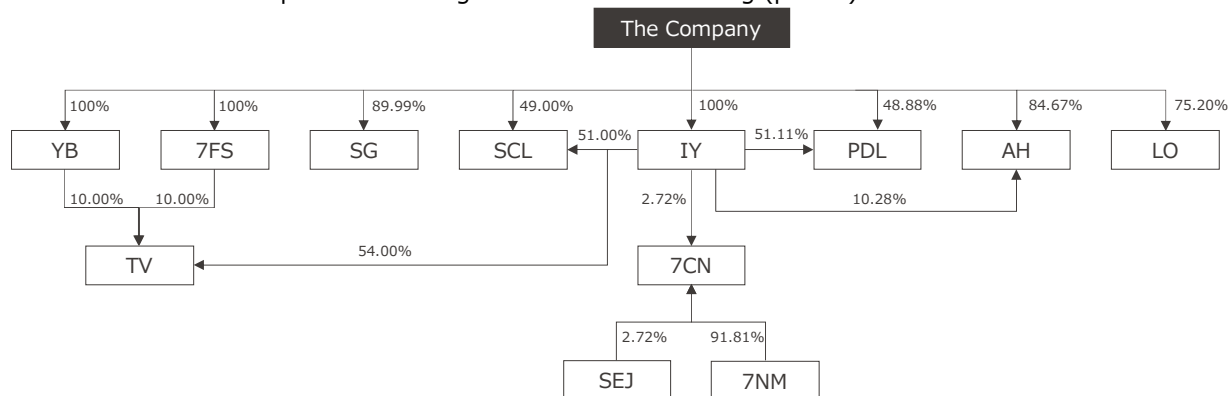 The Company
100%
100%
89.99%
49.00%
100%
48.88%
84.67%
75.20%
YB
7FS
SG
SCL
51.00%
IY
51.11%
PDL
AH
LO
10.00%
10.00%
2.72%
10.28%
54.00%
TV
7CN
2.72%
91.81%
SEJ
7NM